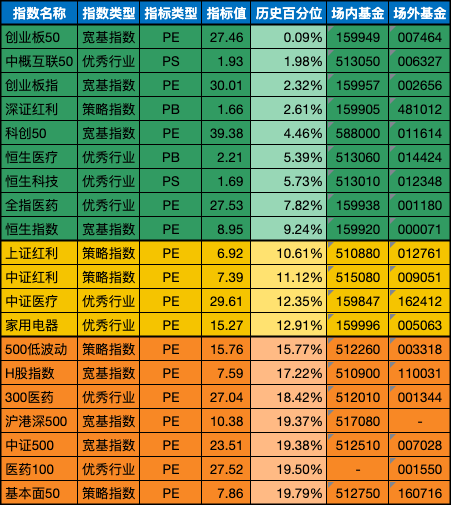 指数名称 指数类型 指标类型 指标值 历史百分位 场内基金 场外基金
创业板50 宽基指数 PE 27.46 0.09% 159949 007464
中概互联50 优秀行业 PS 1.93 1.98% 513050 006327
创业板指 宽基指数 PE 30.01 2.32% 159957 002656
深证红利 策略指数 PB 1.66 2.61% 159905 481012
科创50 宽基指数 PE 39.38 4.46% 588000 011614
恒生医疗 优秀行业 PB 2.21 5.39% 513060 014424
恒生科技 优秀行业 PS 1.69 5.73% 513010 012348
全指医药 优秀行业 PE 27.53 7.82% 159938 001180
恒生指数 宽基指数 PE 8.95 9.24% 159920 000071
上证红利 策略指数 PE 6.92 10.61% 510880 012761
中证红利 策略指数 PE 7.39 11.12% 515080 009051
中证医疗 优秀行业 PE 29.61 12.35% 159847 162412
家用电器 优秀行业 PE 15.27 12.91% 159996 005063
500低波动 策略指数 PE 15.76 15.77% 512260 003318
H股指数 宽基指数 PE 7.59 17.22% 510900 110031
300医药 优秀行业 PE 27.04 18.42% 512010 001344
沪港深500 宽基指数 PE 10.38 19.37% 517080 -
中证500 宽基指数 PE 23.51 19.38% 512510 007028
医药100 优秀行业 PE 27.52 19.50% - 001550
基本面50 策略指数 PE 7.86 19.79% 512750 160716